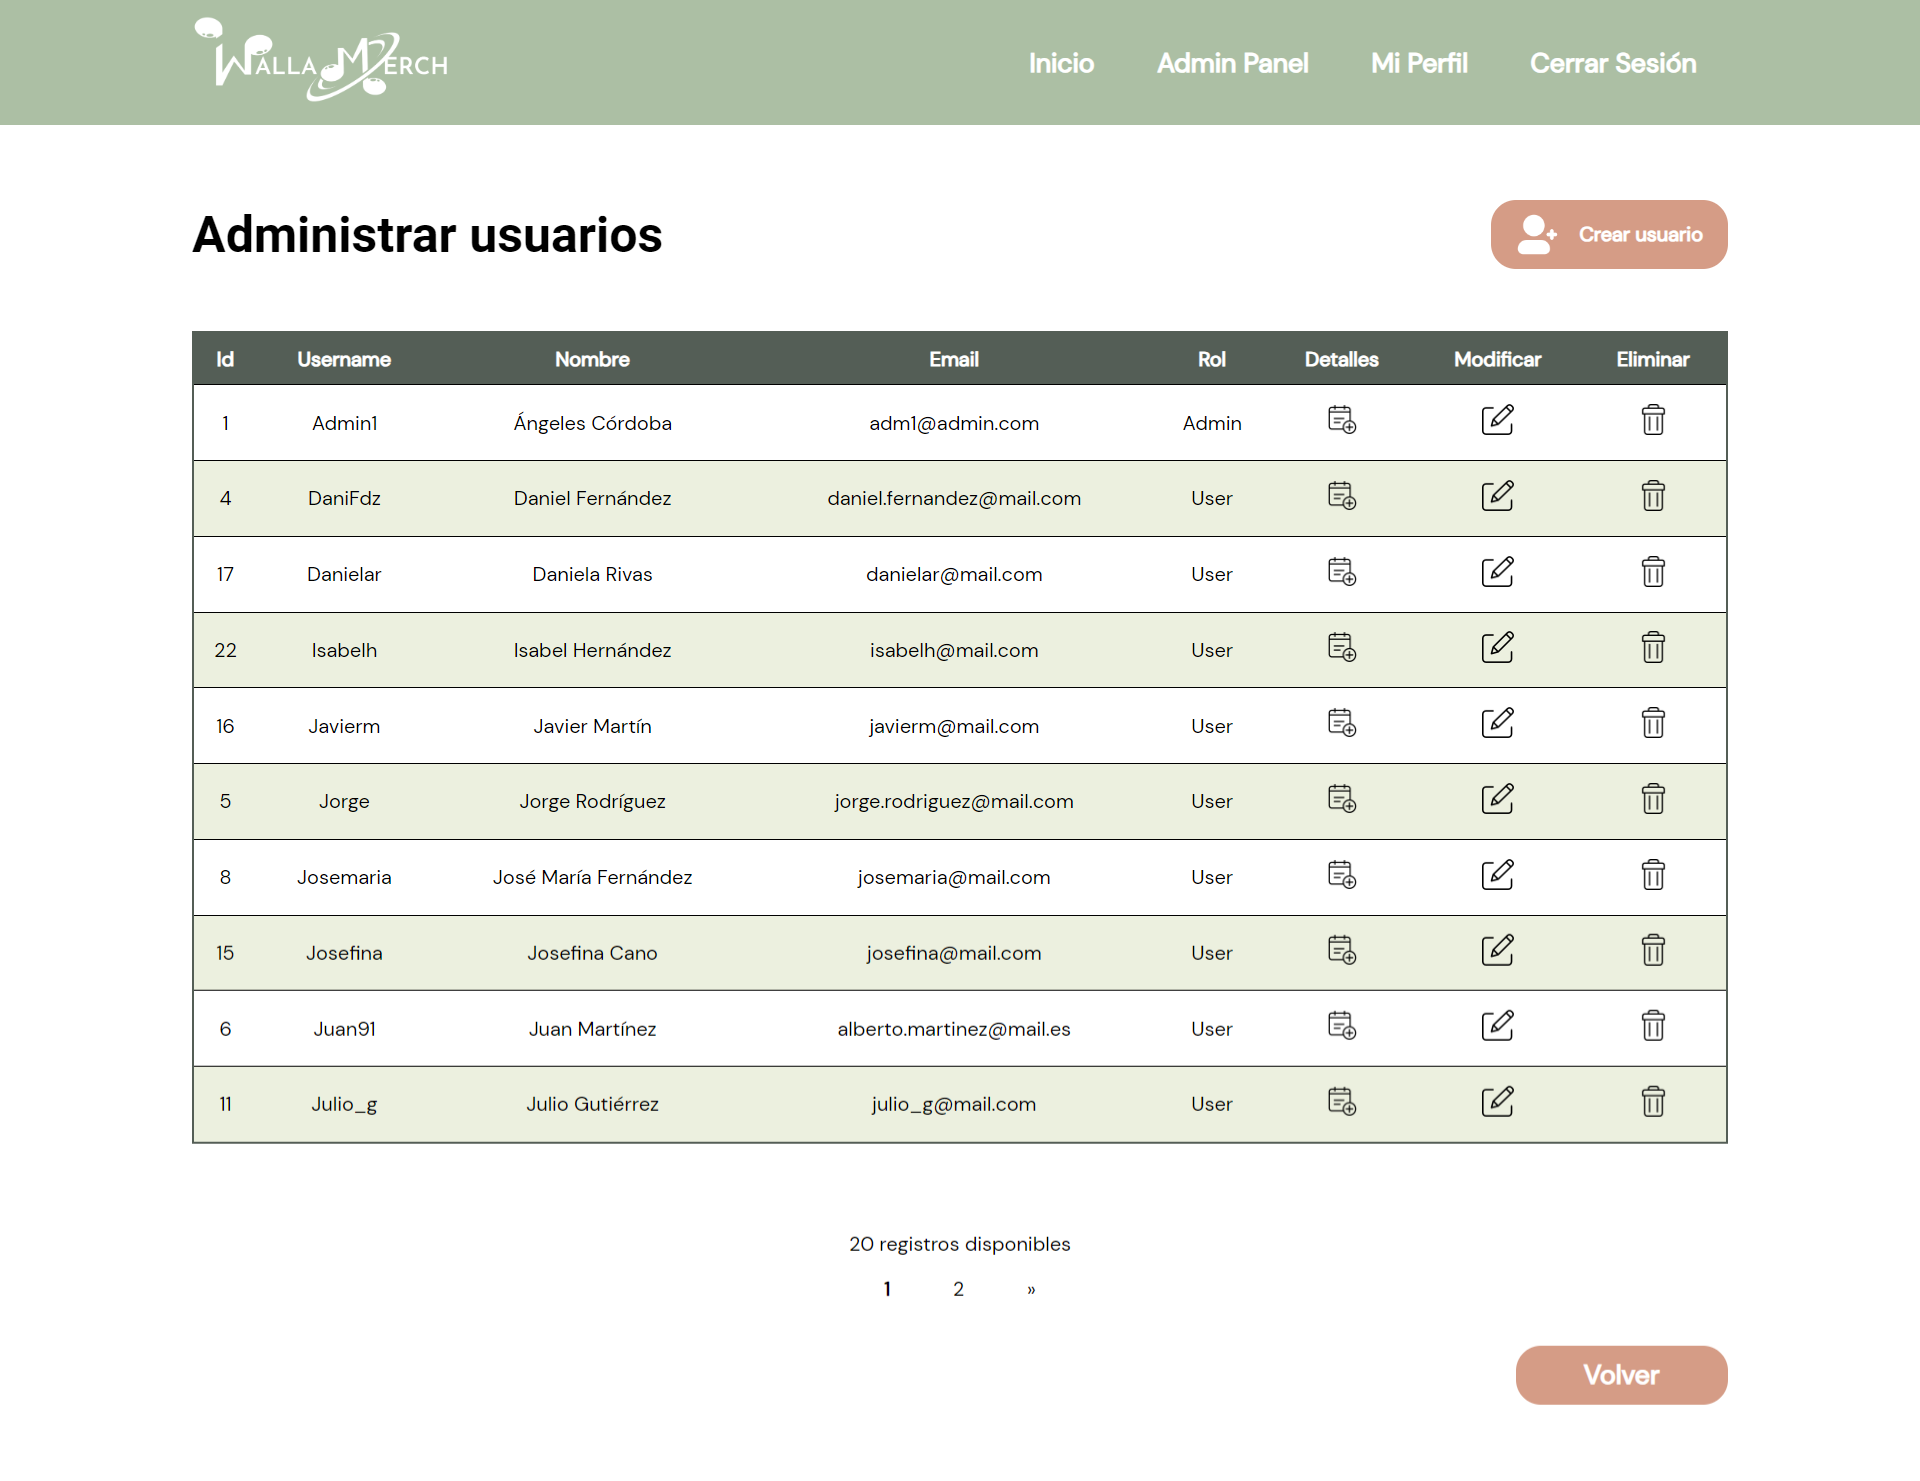 WALLA MERCH
Inicio Admin Panel Mi Perfil Cerrar Sesión
Administrar usuarios
Crear usuario
Id Username Nombre Email Rol Detalles Modificar Eliminar
1 Admin1 Ángeles Córdoba adm1@admin.com Admin
4 DaniFdz Daniel Fernández daniel.fernandez@mail.com User
17 Danielar Daniela Rivas danielar@mail.com User
22 Isabelh Isabel Hernández isabelh@mail.com User
16 Javierm Javier Martín javierm@mail.com User
5 Jorge Jorge Rodríguez jorge.rodriguez@mail.com User
8 Josemaria José María Fernández josemaria@mail.com User
15 Josefina Josefina Cano josefina@mail.com User
6 Juan91 Juan Martínez alberto.martinez@mail.es User
11 Julio_g Julio Gutiérrez julio_g@mail.com User
20 registros disponibles
1 2 »
Volver